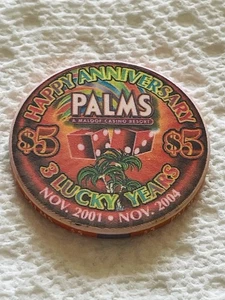 HAPPY ANNIVERSARY
PALMS
A MALOOF CASINO RESORT
$5 $5
3 LUCKY YEARS
NOV. 2001 • NOV. 2004